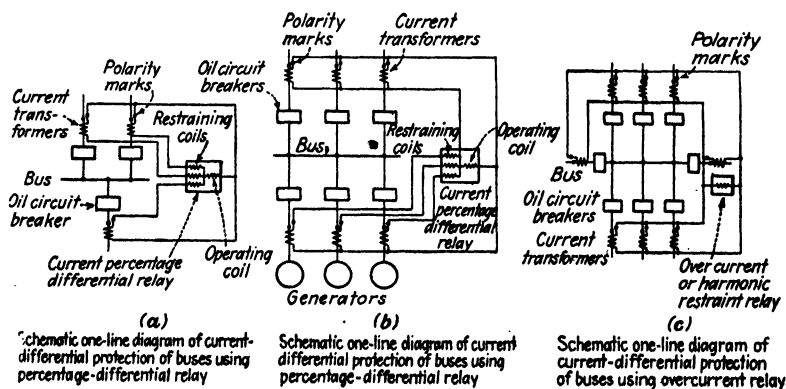 Polarity
marks
Current
trans-
formers
Restraining
coils
Bus
Oil circuit
breaker
Current percentage
differential relay
Operating
coil
(a)
Schematic one-line diagram of current-
differential protection of buses using
percentage-differential relay
Polarity
marks
Current
transformers
Oil circuit
breakers
Restraining
coils
Operating
coil
Bus
Current
percentage
differential
relay
Generators
(b)
Schematic one-line diagram of current
differential protection of buses using
percentage-differential relay
Polarity
marks
Bus
Oil circuit
breakers
Current
transformers
Over current
or harmonic
restraint relay
(c)
Schematic one-line diagram of
current-differential protection
of buses using overcurrent relay